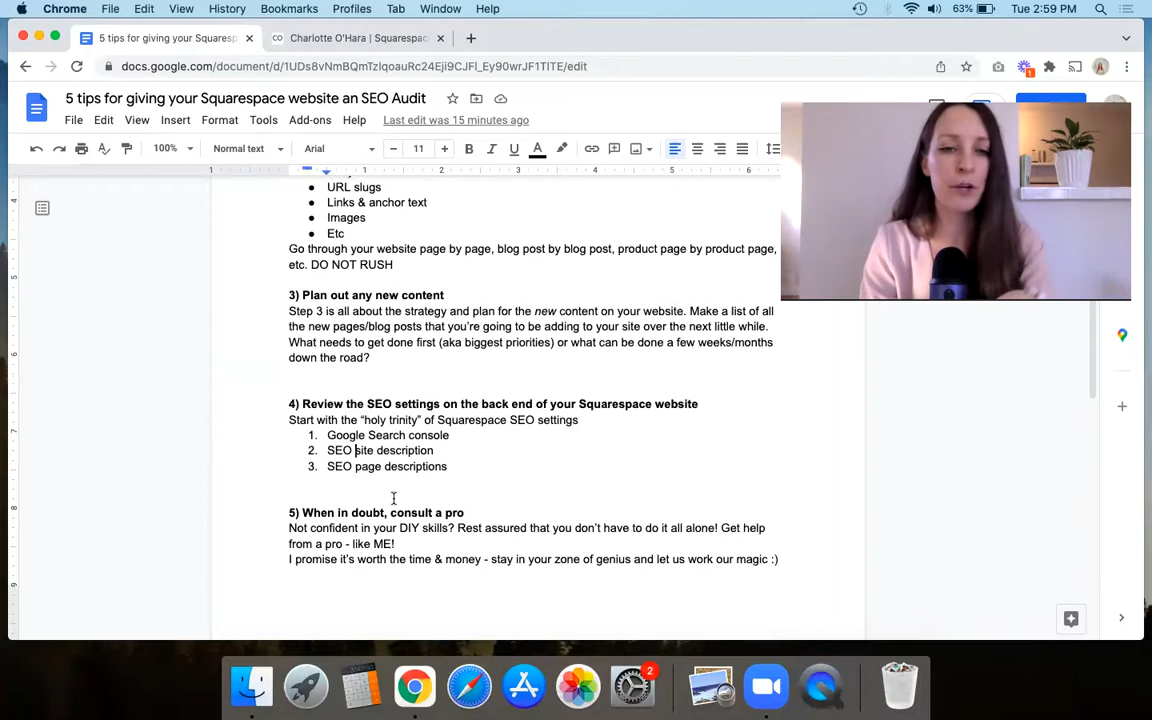 Chrome File Edit View History Bookmarks Profiles Tab Window Help 63% Tue 2:59 PM
5 tips for giving your Squaresp
Charlotte O'Hara | Squarespac
docs.google.com/document/d/1UDs8vNmBQmTzIqoauRc24Eji9CJFl_Ey90wrJF1TITE/edit
5 tips for giving your Squarespace website an SEO Audit
File Edit View Insert Format Tools Add-ons Help Last edit was 15 minutes ago
100% Normal text Arial 11
1 1 2 3 4 5 6
URL slugs
Links & anchor text
Images
Etc
Go through your website page by page, blog post by blog post, product page by product page,
etc. DO NOT RUSH
3) Plan out any new content
Step 3 is all about the strategy and plan for the new content on your website. Make a list of all
the new pages/blog posts that you're going to be adding to your site over the next little while.
What needs to get done first (aka biggest priorities) or what can be done a few weeks/months
down the road?
4) Review the SEO settings on the back end of your Squarespace website
Start with the “holy trinity” of Squarespace SEO settings
1. Google Search console
2. SEO site description
3. SEO page descriptions
5) When in doubt, consult a pro
Not confident in your DIY skills? Rest assured that you don't have to do it all alone! Get help
from a pro - like ME!
I promise it's worth the time & money - stay in your zone of genius and let us work our magic :)
2